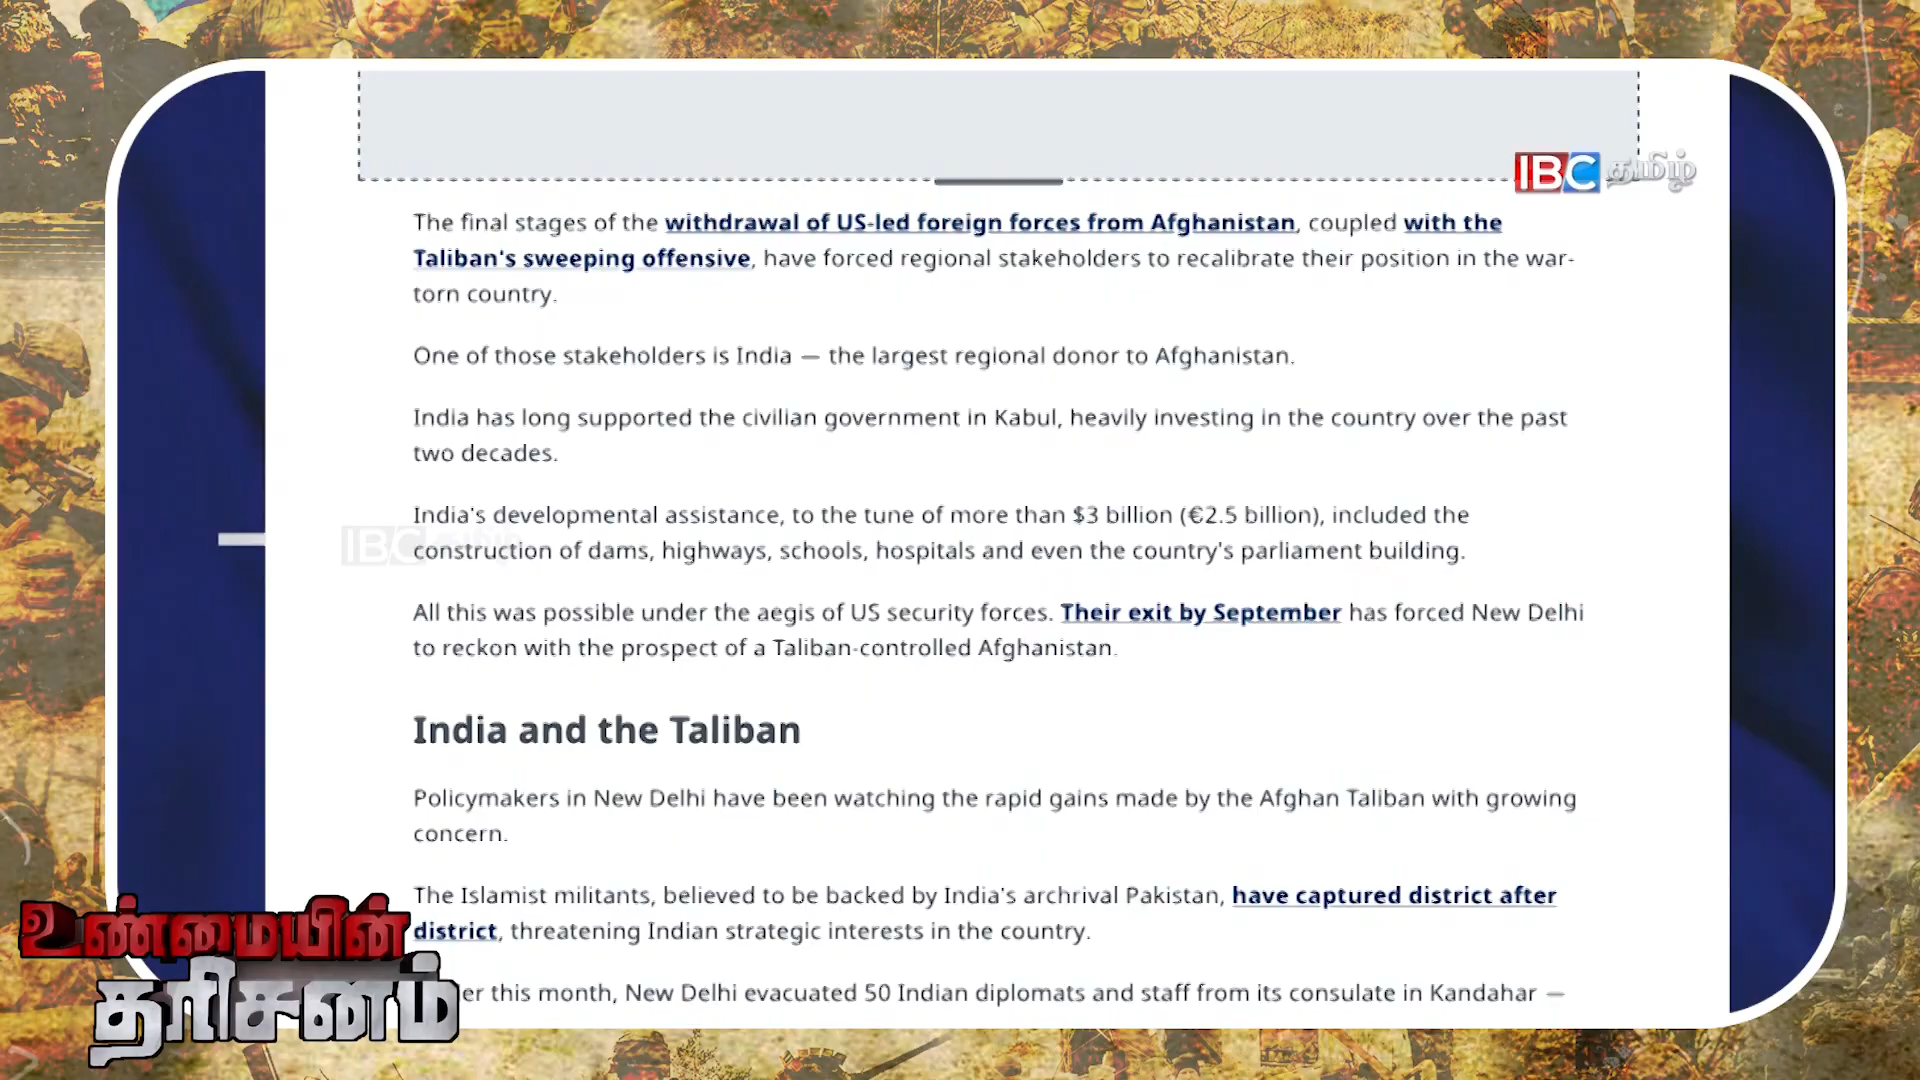 IBC தமிழ்
The final stages of the withdrawal of US-led foreign forces from Afghanistan, coupled with the
Taliban's sweeping offensive, have forced regional stakeholders to recalibrate their position in the war-
torn country.
One of those stakeholders is India — the largest regional donor to Afghanistan.
India has long supported the civilian government in Kabul, heavily investing in the country over the past
two decades.
India's developmental assistance, to the tune of more than $3 billion (€2.5 billion), included the
IBC தமிழ்
construction of dams, highways, schools, hospitals and even the country's parliament building.
All this was possible under the aegis of US security forces. Their exit by September has forced New Delhi
to reckon with the prospect of a Taliban-controlled Afghanistan.
India and the Taliban
Policymakers in New Delhi have been watching the rapid gains made by the Afghan Taliban with growing
concern.
The Islamist militants, believed to be backed by India's archrival Pakistan, have captured district after
district, threatening Indian strategic interests in the country.
er this month, New Delhi evacuated 50 Indian diplomats and staff from its consulate in Kandahar —
உண்மையின்
தரிசனம்